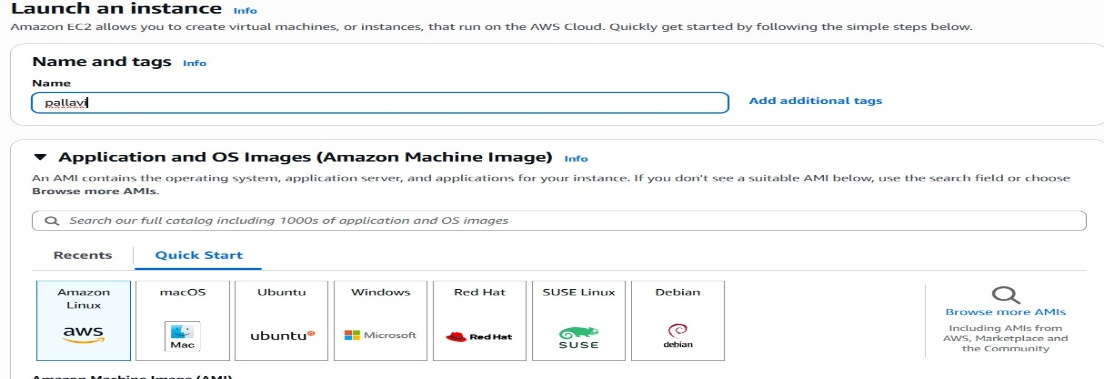 Launch an instance Info
Amazon EC2 allows you to create virtual machines, or instances, that run on the AWS Cloud. Quickly get started by following the simple steps below.
Name and tags Info
Name
pallavi
Add additional tags
Application and OS Images (Amazon Machine Image) Info
An AMI contains the operating system, application server, and applications for your instance. If you don't see a suitable AMI below, use the search field or choose
Browse more AMIs.
Search our full catalog including 1000s of application and OS images
Recents
Quick Start
Amazon
Linux
aws
macOS
Mac
Ubuntu
ubuntu
Windows
Microsoft
Red Hat
Red Hat
SUSE Linux
SUSE
Debian
debian
Browse more AMIs
Including AMIs from
AWS, Marketplace and
the Community
Amazon Machine Image (AMI)